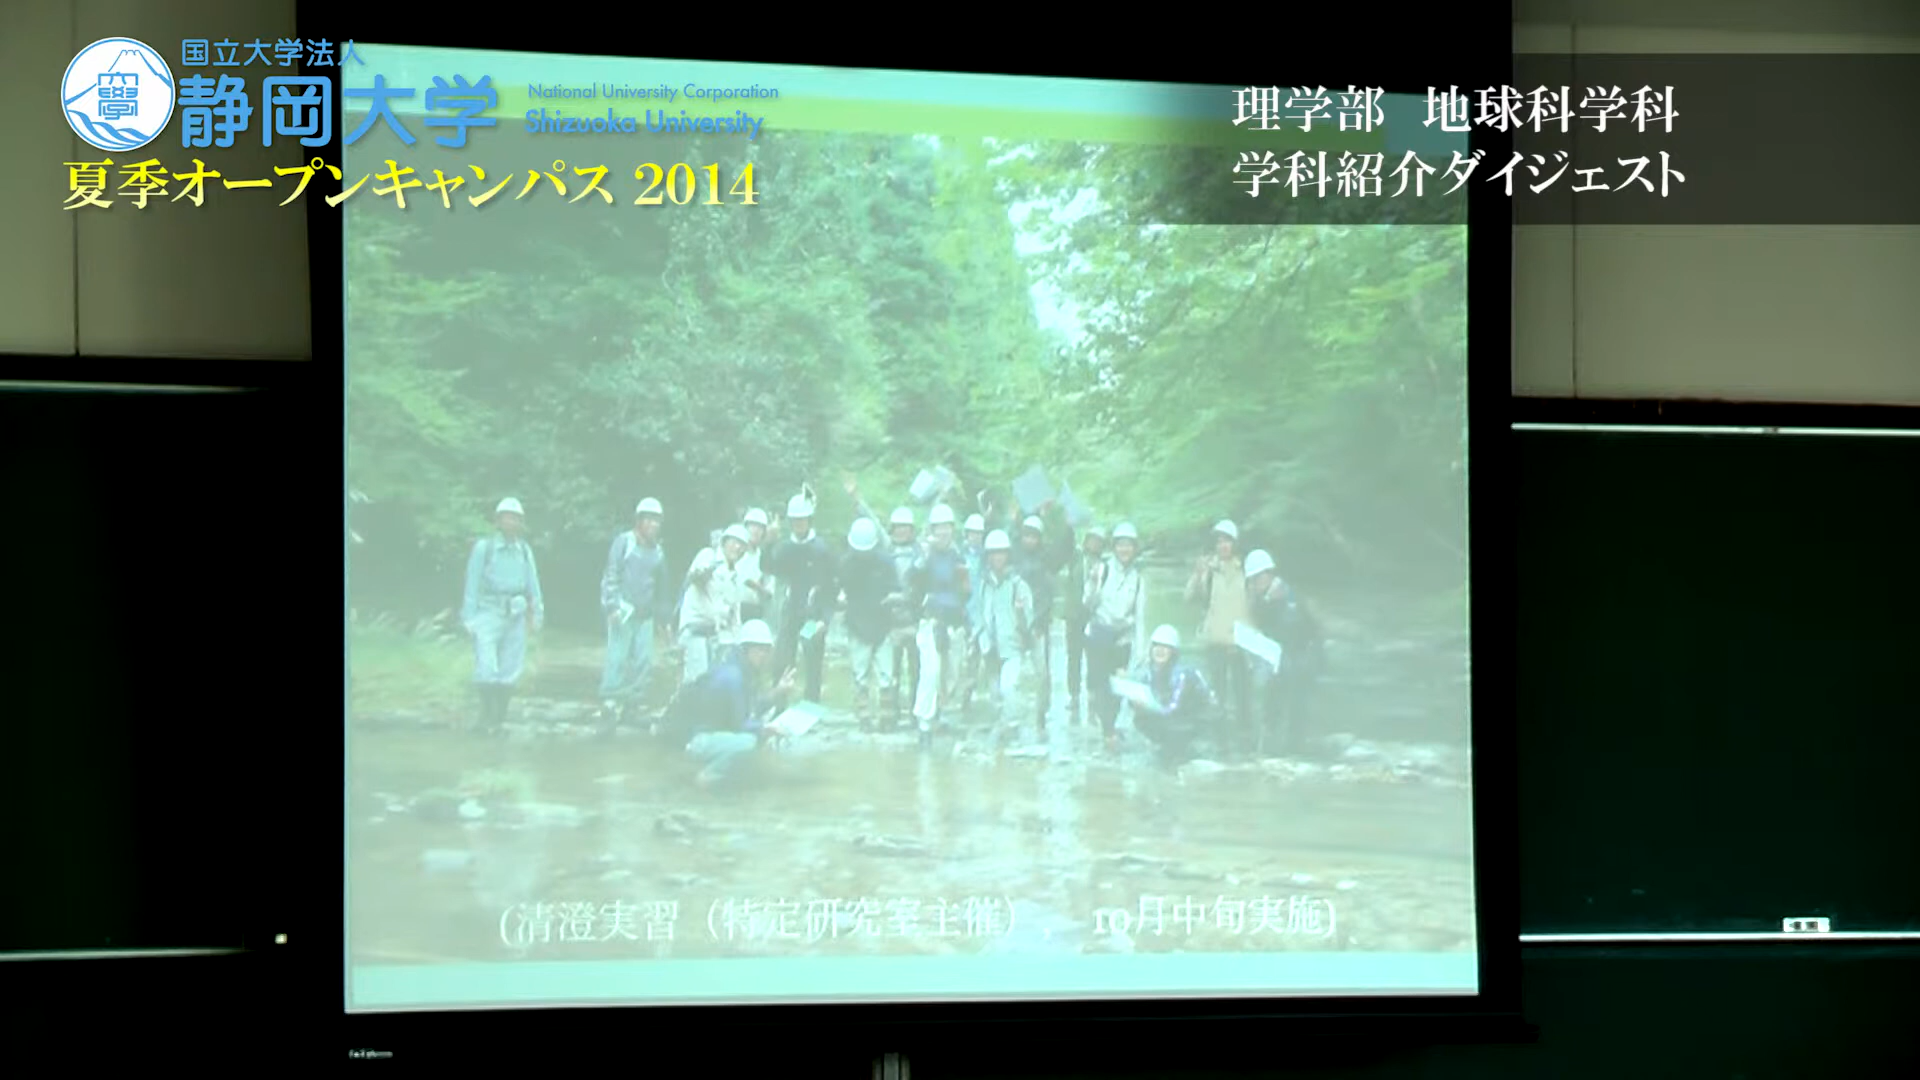 国立大学法人
静岡大学
National University Corporation
Shizuoka University
夏季オープンキャンパス 2014
理学部 地球科学科
学科紹介ダイジェスト
(清澄実習（特定研究室主催）, 10月中旬実施)